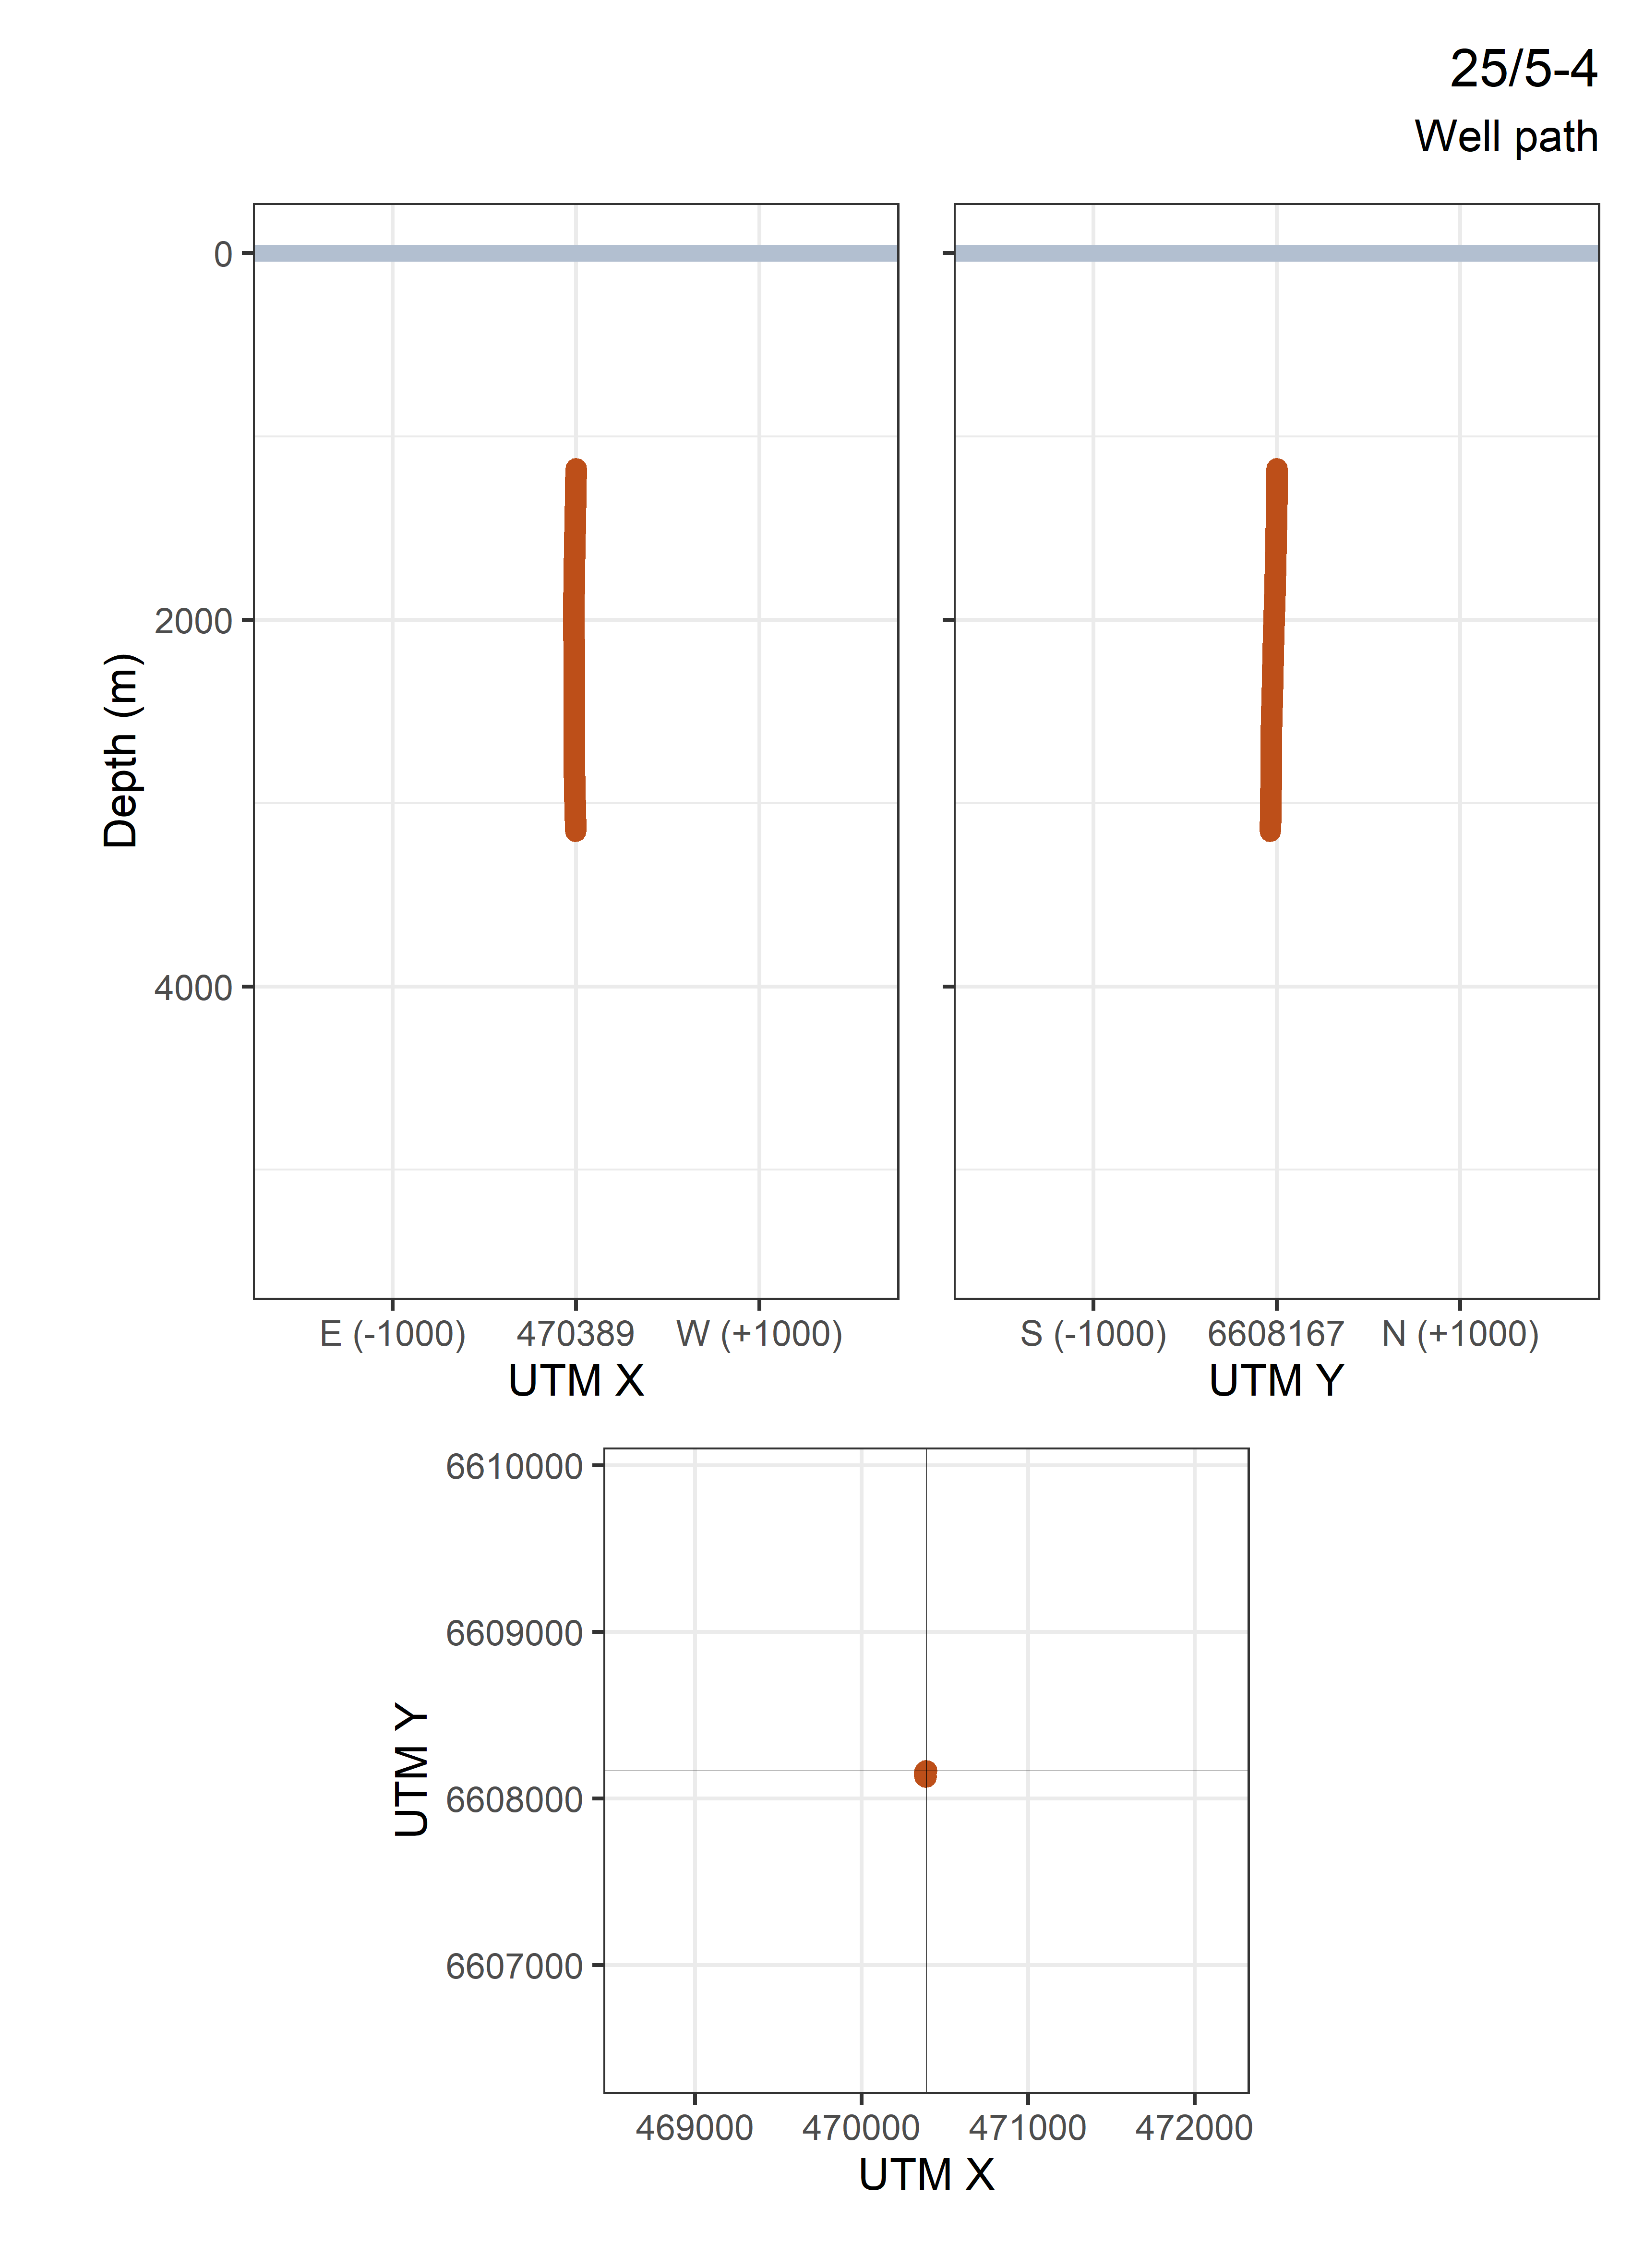 25/5-4
Well path
0
2000
4000
Depth (m)
E (-1000) 470389 W (+1000)
UTM X
S (-1000) 6608167 N (+1000)
UTM Y
6610000
6609000
6608000
6607000
UTM Y
469000 470000 471000 472000
UTM X